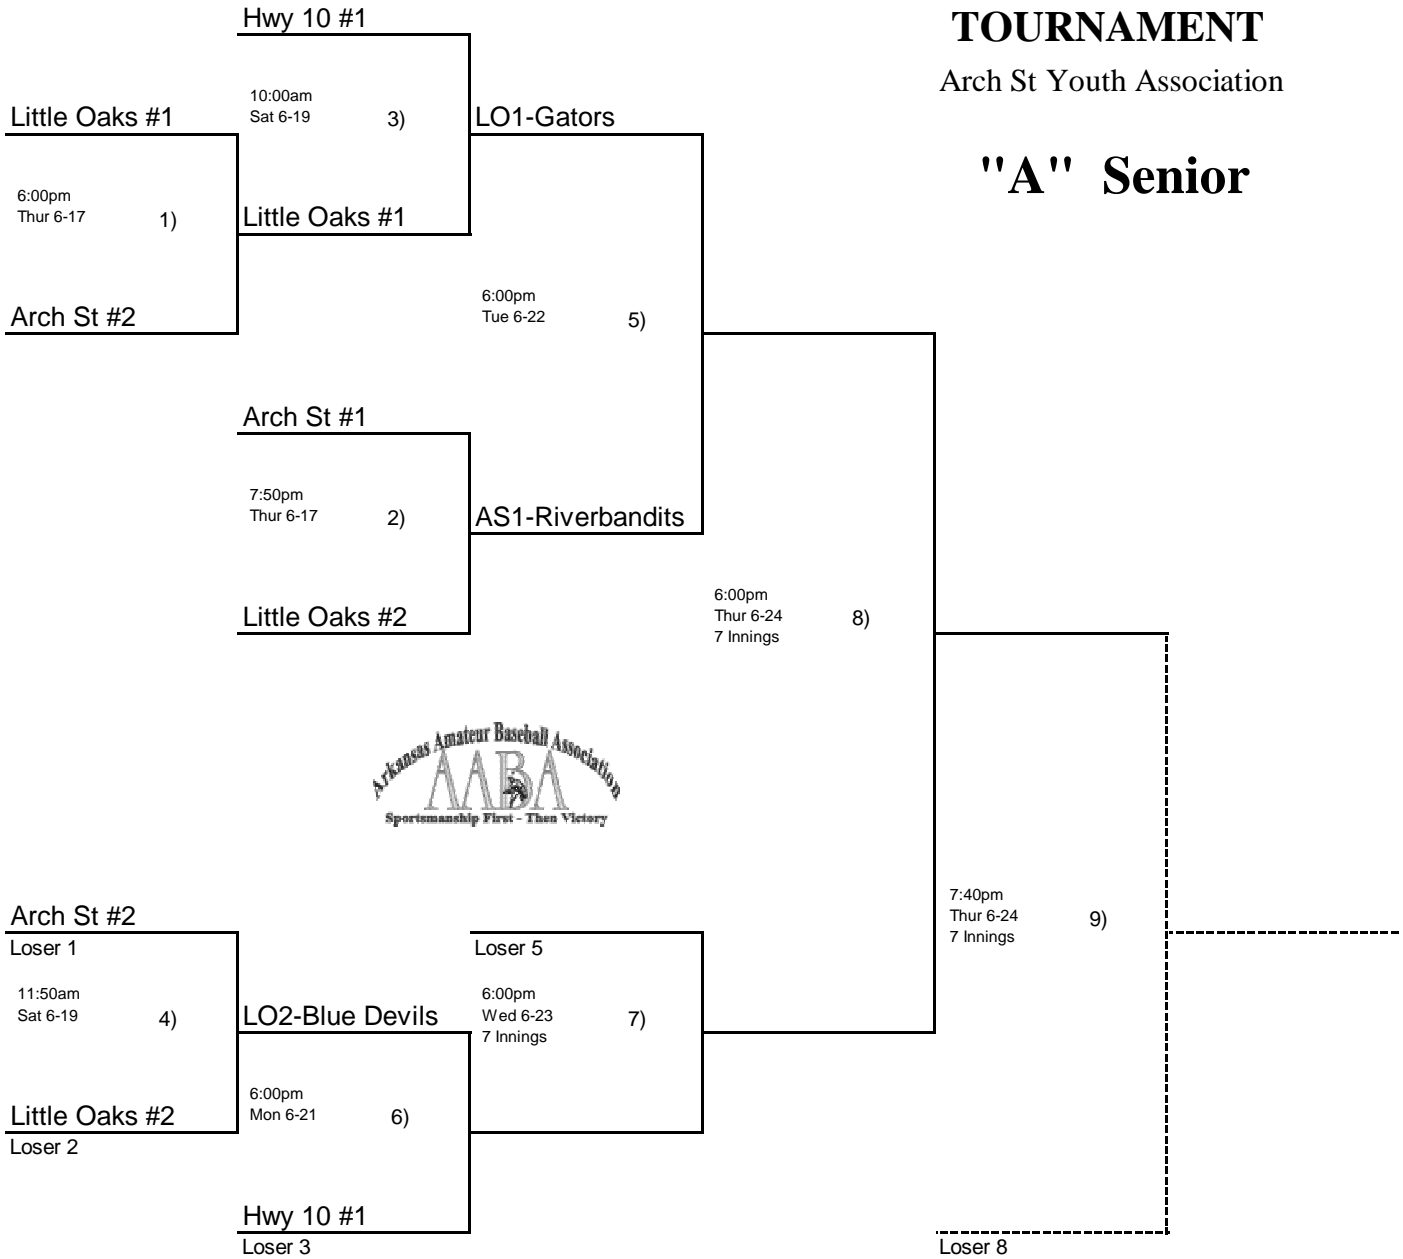 Hwy 10 #1
TOURNAMENT
Arch St Youth Association
"A" Senior
Little Oaks #1
10:00am
Sat 6-19
3)
LO1-Gators
6:00pm
Thur 6-17
1)
Little Oaks #1
Arch St #2
6:00pm
Tue 6-22
5)
Arch St #1
7:50pm
Thur 6-17
2)
AS1-Riverbandits
Little Oaks #2
6:00pm
Thur 6-24
7 Innings
8)
Arkansas Amateur Baseball Association
AABA
Sportsmanship First - Then Victory
Arch St #2
Loser 1
Loser 5
7:40pm
Thur 6-24
7 Innings
9)
11:50am
Sat 6-19
4)
LO2-Blue Devils
6:00pm
Wed 6-23
7 Innings
7)
Little Oaks #2
Loser 2
6:00pm
Mon 6-21
6)
Hwy 10 #1
Loser 3
Loser 8